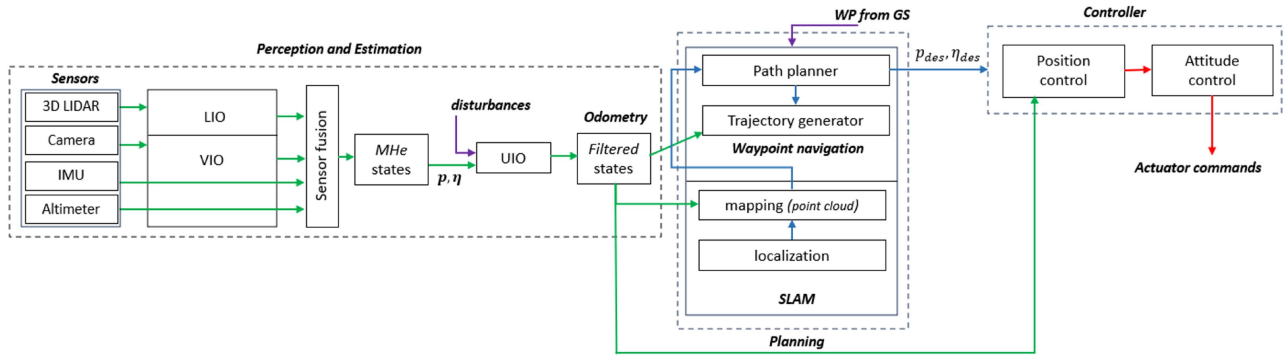 WP from GS
Controller
Perception and Estimation
Sensors
3D LIDAR
Camera
IMU
Altimeter
LIO
VIO
Sensor fusion
MHe
states
p, η
disturbances
UIO
Odometry
Filtered
states
Path planner
Trajectory generator
Waypoint navigation
mapping (point cloud)
localization
SLAM
Planning
p_des, η_des
Position
control
Attitude
control
Actuator commands